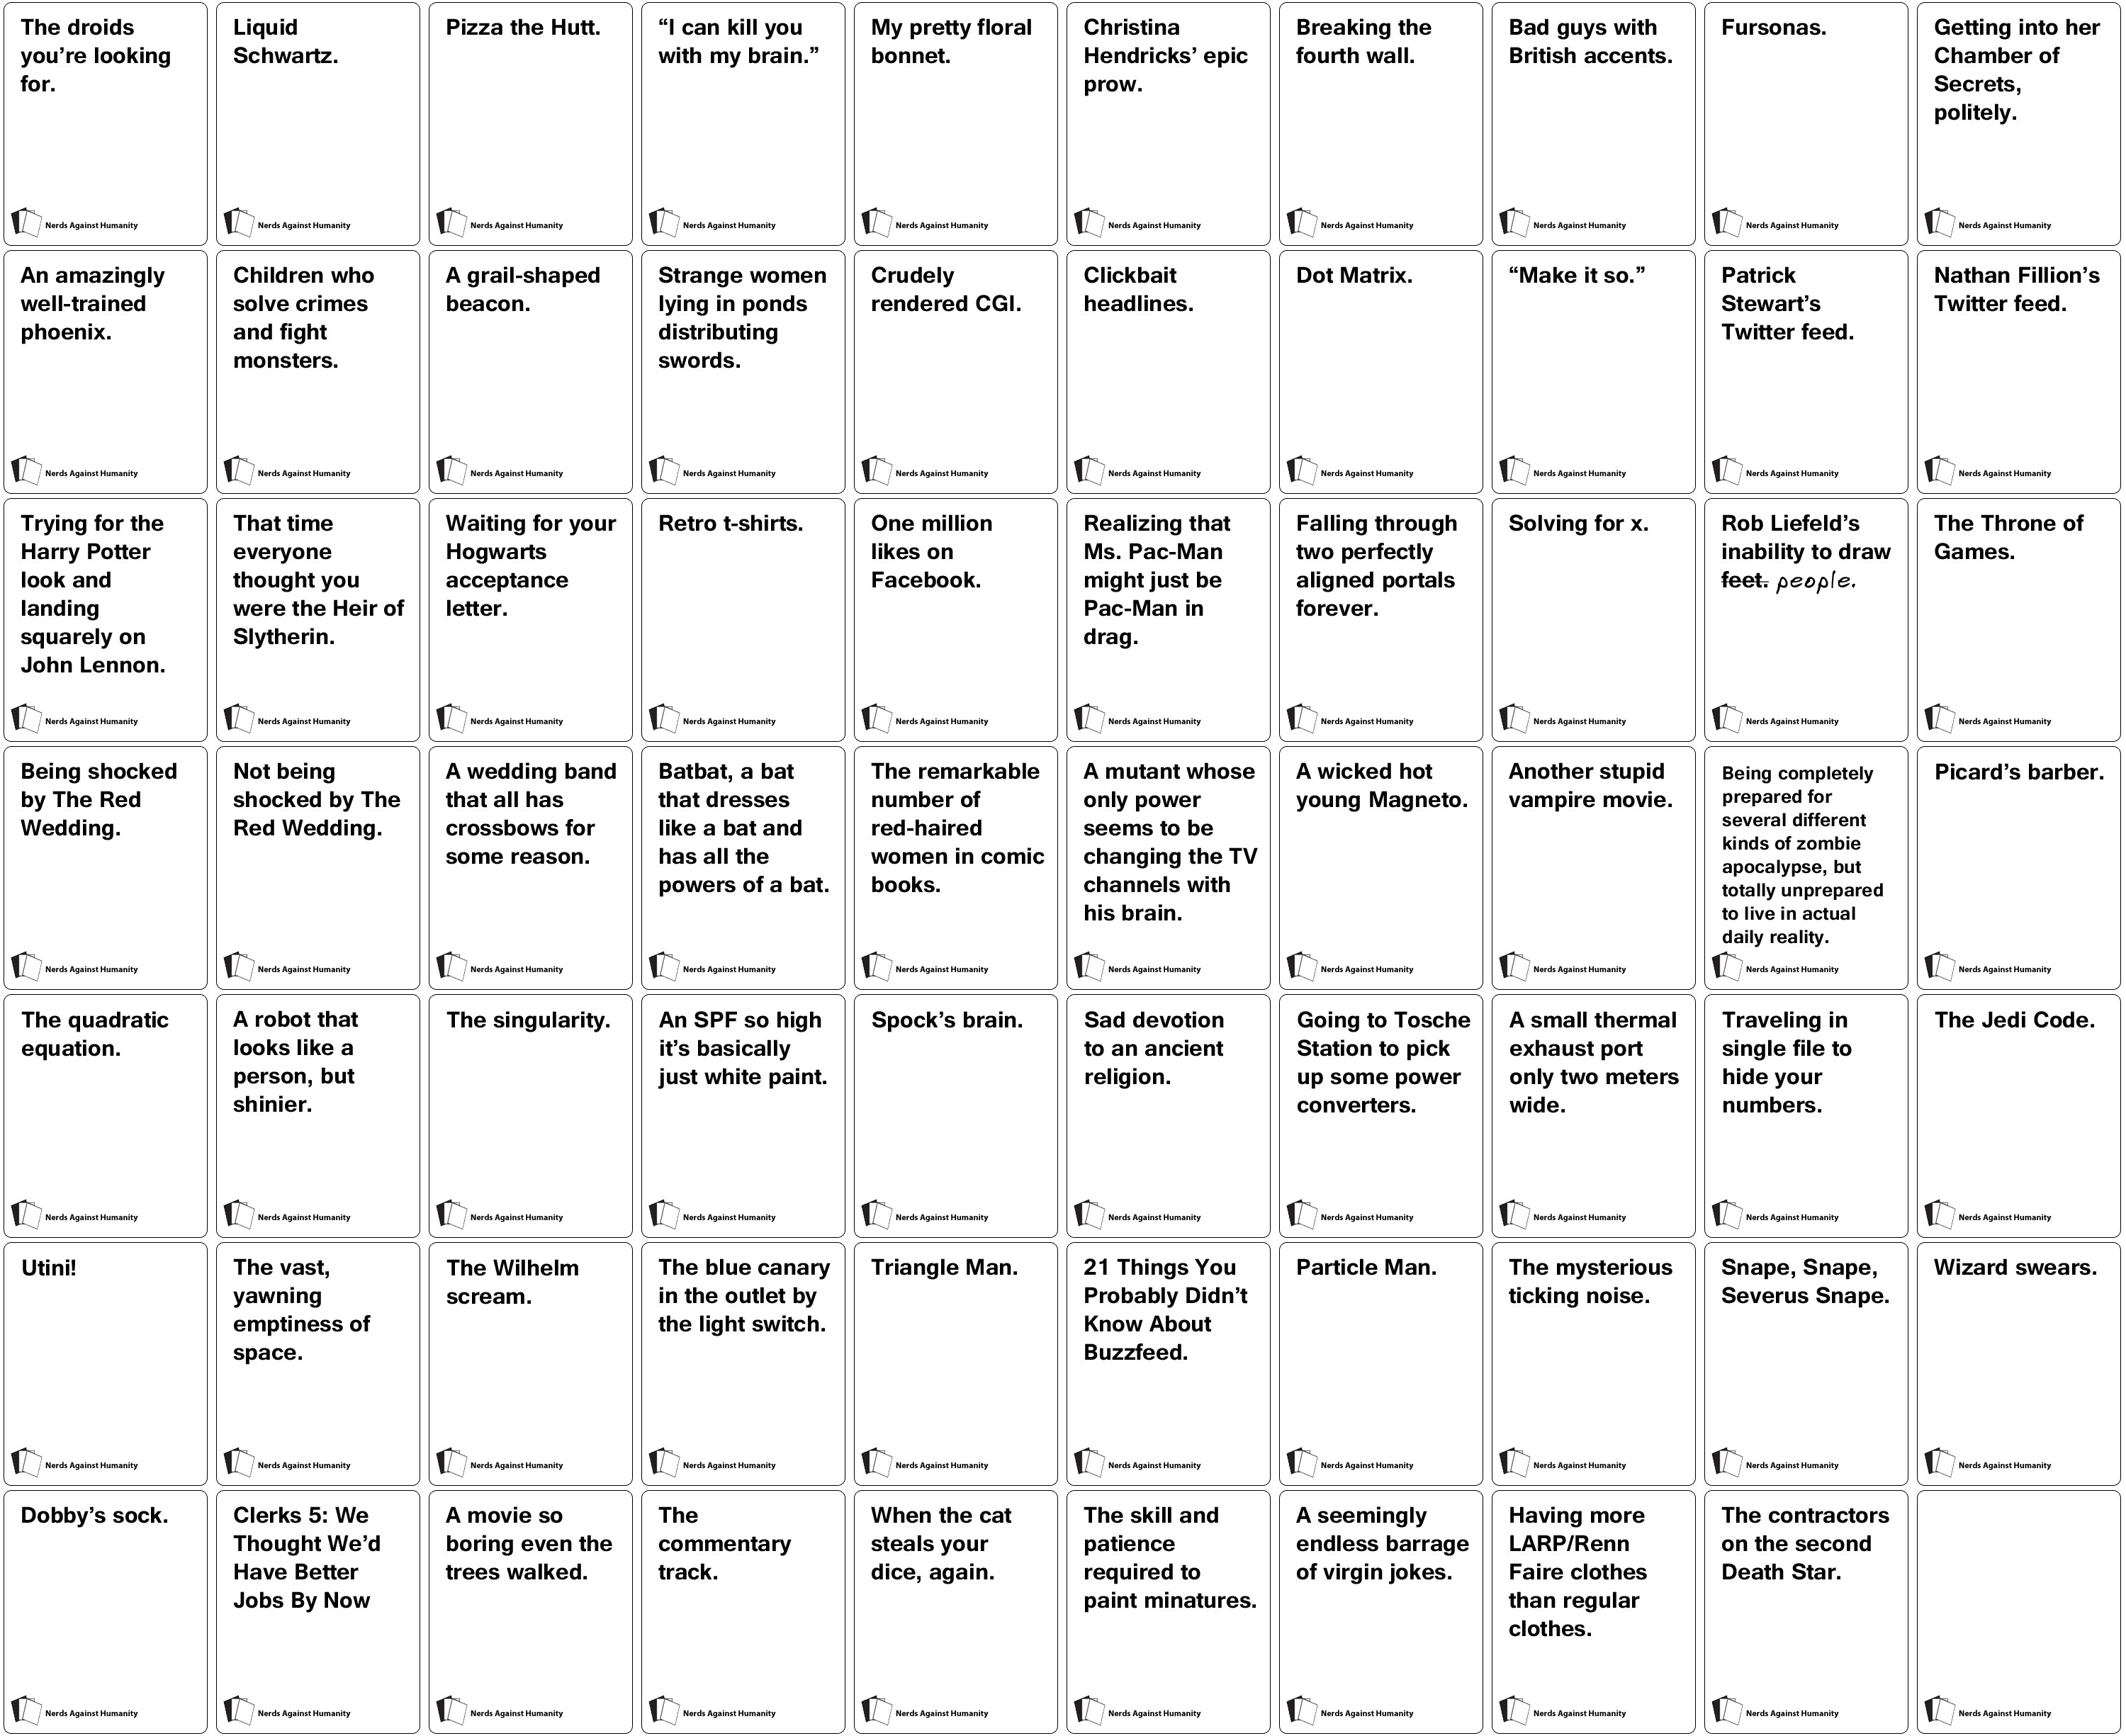 The droids
you’re looking
for.
Nerds Against Humanity
Liquid
Schwartz.
Nerds Against Humanity
Pizza the Hutt.
Nerds Against Humanity
“I can kill you
with my brain.”
Nerds Against Humanity
My pretty floral
bonnet.
Nerds Against Humanity
Christina
Hendricks’ epic
prow.
Nerds Against Humanity
Breaking the
fourth wall.
Nerds Against Humanity
Bad guys with
British accents.
Nerds Against Humanity
Fursonas.
Nerds Against Humanity
Getting into her
Chamber of
Secrets,
politely.
Nerds Against Humanity
An amazingly
well-trained
phoenix.
Nerds Against Humanity
Children who
solve crimes
and fight
monsters.
Nerds Against Humanity
A grail-shaped
beacon.
Nerds Against Humanity
Strange women
lying in ponds
distributing
swords.
Nerds Against Humanity
Crudely
rendered CGI.
Nerds Against Humanity
Clickbait
headlines.
Nerds Against Humanity
Dot Matrix.
Nerds Against Humanity
“Make it so.”
Nerds Against Humanity
Patrick
Stewart’s
Twitter feed.
Nerds Against Humanity
Nathan Fillion’s
Twitter feed.
Nerds Against Humanity
Trying for the
Harry Potter
look and
landing
squarely on
John Lennon.
Nerds Against Humanity
That time
everyone
thought you
were the Heir of
Slytherin.
Nerds Against Humanity
Waiting for your
Hogwarts
acceptance
letter.
Nerds Against Humanity
Retro t-shirts.
Nerds Against Humanity
One million
likes on
Facebook.
Nerds Against Humanity
Realizing that
Ms. Pac-Man
might just be
Pac-Man in
drag.
Nerds Against Humanity
Falling through
two perfectly
aligned portals
forever.
Nerds Against Humanity
Solving for x.
Nerds Against Humanity
Rob Liefeld’s
inability to draw
feet. people.
Nerds Against Humanity
The Throne of
Games.
Nerds Against Humanity
Being shocked
by The Red
Wedding.
Nerds Against Humanity
Not being
shocked by The
Red Wedding.
Nerds Against Humanity
A wedding band
that all has
crossbows for
some reason.
Nerds Against Humanity
Batbat, a bat
that dresses
like a bat and
has all the
powers of a bat.
Nerds Against Humanity
The remarkable
number of
red-haired
women in comic
books.
Nerds Against Humanity
A mutant whose
only power
seems to be
changing the TV
channels with
his brain.
Nerds Against Humanity
A wicked hot
young Magneto.
Nerds Against Humanity
Another stupid
vampire movie.
Nerds Against Humanity
Being completely
prepared for
several different
kinds of zombie
apocalypse, but
totally unprepared
to live in actual
daily reality.
Nerds Against Humanity
Picard’s barber.
Nerds Against Humanity
The quadratic
equation.
Nerds Against Humanity
A robot that
looks like a
person, but
shinier.
Nerds Against Humanity
The singularity.
Nerds Against Humanity
An SPF so high
it’s basically
just white paint.
Nerds Against Humanity
Spock’s brain.
Nerds Against Humanity
Sad devotion
to an ancient
religion.
Nerds Against Humanity
Going to Tosche
Station to pick
up some power
converters.
Nerds Against Humanity
A small thermal
exhaust port
only two meters
wide.
Nerds Against Humanity
Traveling in
single file to
hide your
numbers.
Nerds Against Humanity
The Jedi Code.
Nerds Against Humanity
Utini!
Nerds Against Humanity
The vast,
yawning
emptiness of
space.
Nerds Against Humanity
The Wilhelm
scream.
Nerds Against Humanity
The blue canary
in the outlet by
the light switch.
Nerds Against Humanity
Triangle Man.
Nerds Against Humanity
21 Things You
Probably Didn’t
Know About
Buzzfeed.
Nerds Against Humanity
Particle Man.
Nerds Against Humanity
The mysterious
ticking noise.
Nerds Against Humanity
Snape, Snape,
Severus Snape.
Nerds Against Humanity
Wizard swears.
Nerds Against Humanity
Dobby’s sock.
Nerds Against Humanity
Clerks 5: We
Thought We’d
Have Better
Jobs By Now
Nerds Against Humanity
A movie so
boring even the
trees walked.
Nerds Against Humanity
The
commentary
track.
Nerds Against Humanity
When the cat
steals your
dice, again.
Nerds Against Humanity
The skill and
patience
required to
paint minatures.
Nerds Against Humanity
A seemingly
endless barrage
of virgin jokes.
Nerds Against Humanity
Having more
LARP/Renn
Faire clothes
than regular
clothes.
Nerds Against Humanity
The contractors
on the second
Death Star.
Nerds Against Humanity
Nerds Against Humanity